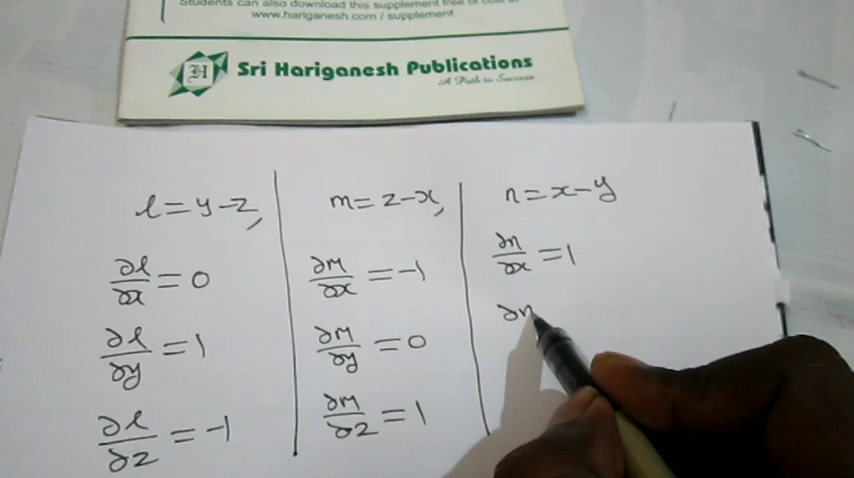 Students can also download this supplement free of cost at
www.hariganesh.com / supplement
H Sri Hariganesh Publications
A Path to Success
l = y - z,
∂l/∂x = 0
∂l/∂y = 1
∂l/∂z = -1
m = z - x,
∂m/∂x = -1
∂m/∂y = 0
∂m/∂z = 1
n = x - y
∂n/∂x = 1
∂n